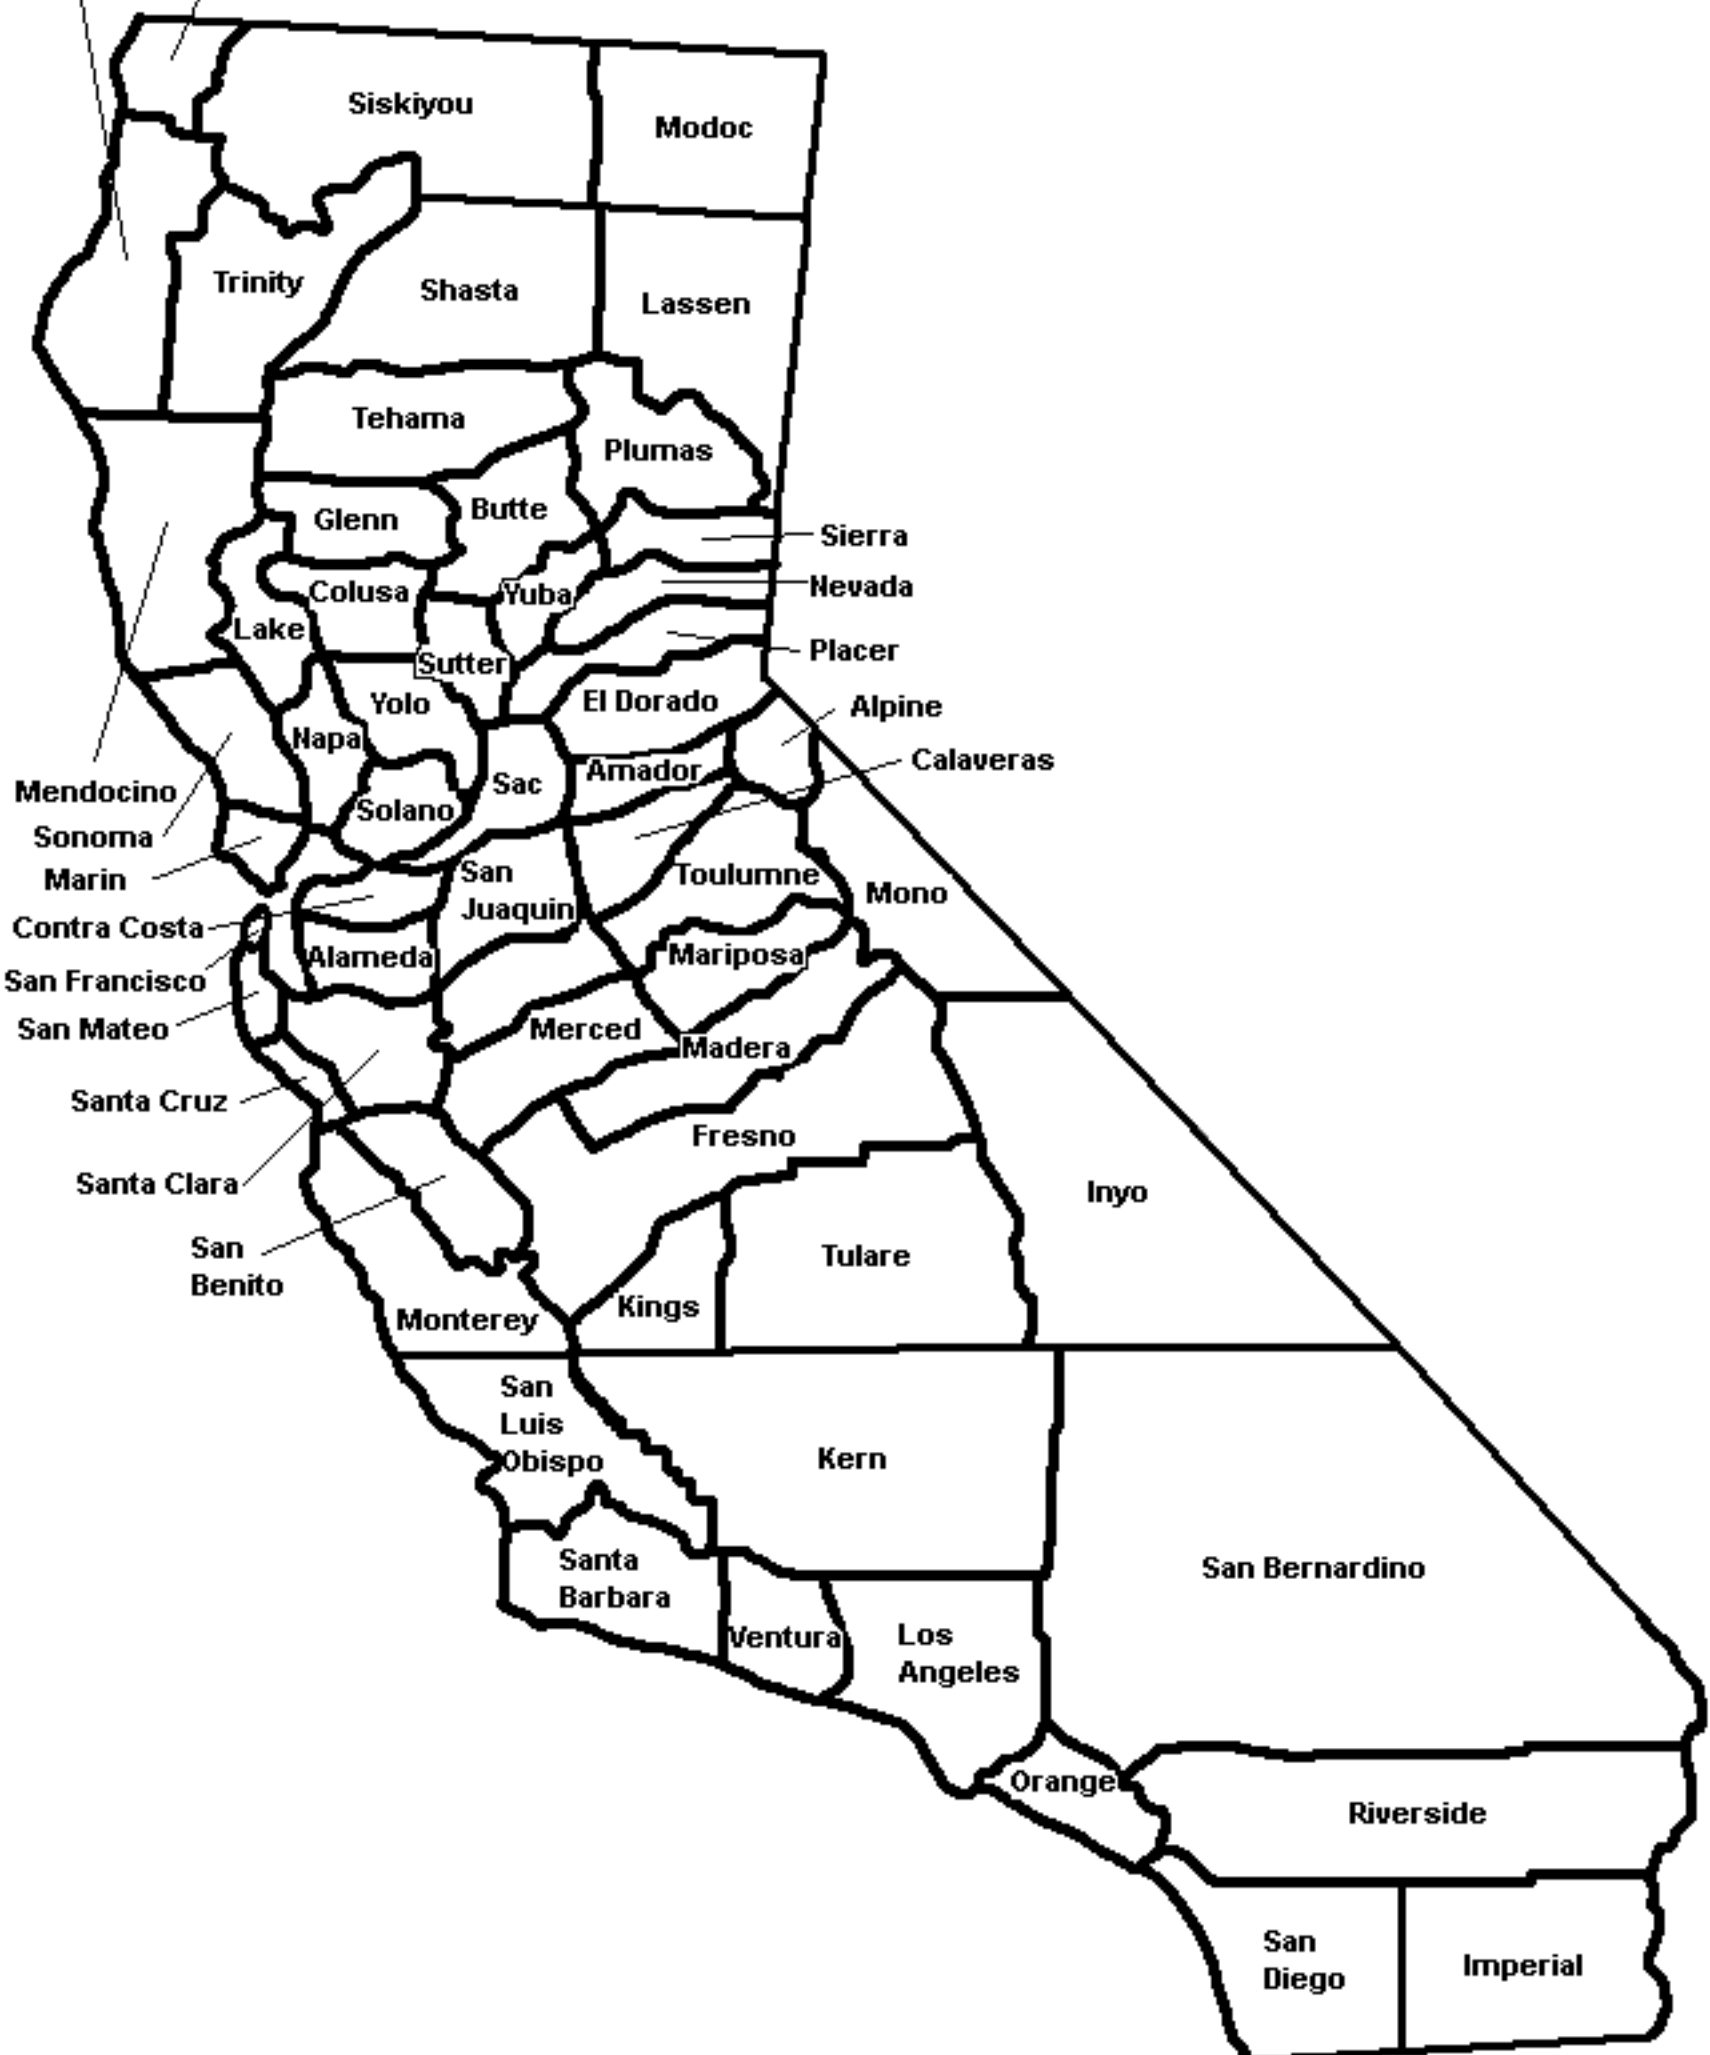 Siskiyou
Modoc
Trinity
Shasta
Lassen
Tehama
Plumas
Glenn
Butte
Sierra
Colusa
Yuba
Nevada
Lake
Sutter
Placer
Yolo
El Dorado
Alpine
Napa
Calaveras
Sac
Amador
Mendocino
Solano
Sonoma
Marin
San
Juaquin
Toulumne
Mono
Contra Costa
Alameda
Mariposa
San Francisco
San Mateo
Merced
Madera
Santa Cruz
Fresno
Santa Clara
Inyo
San
Benito
Tulare
Kings
Monterey
San
Luis
Obispo
Kern
Santa
Barbara
San Bernardino
Ventura
Los
Angeles
Orange
Riverside
San
Diego
Imperial